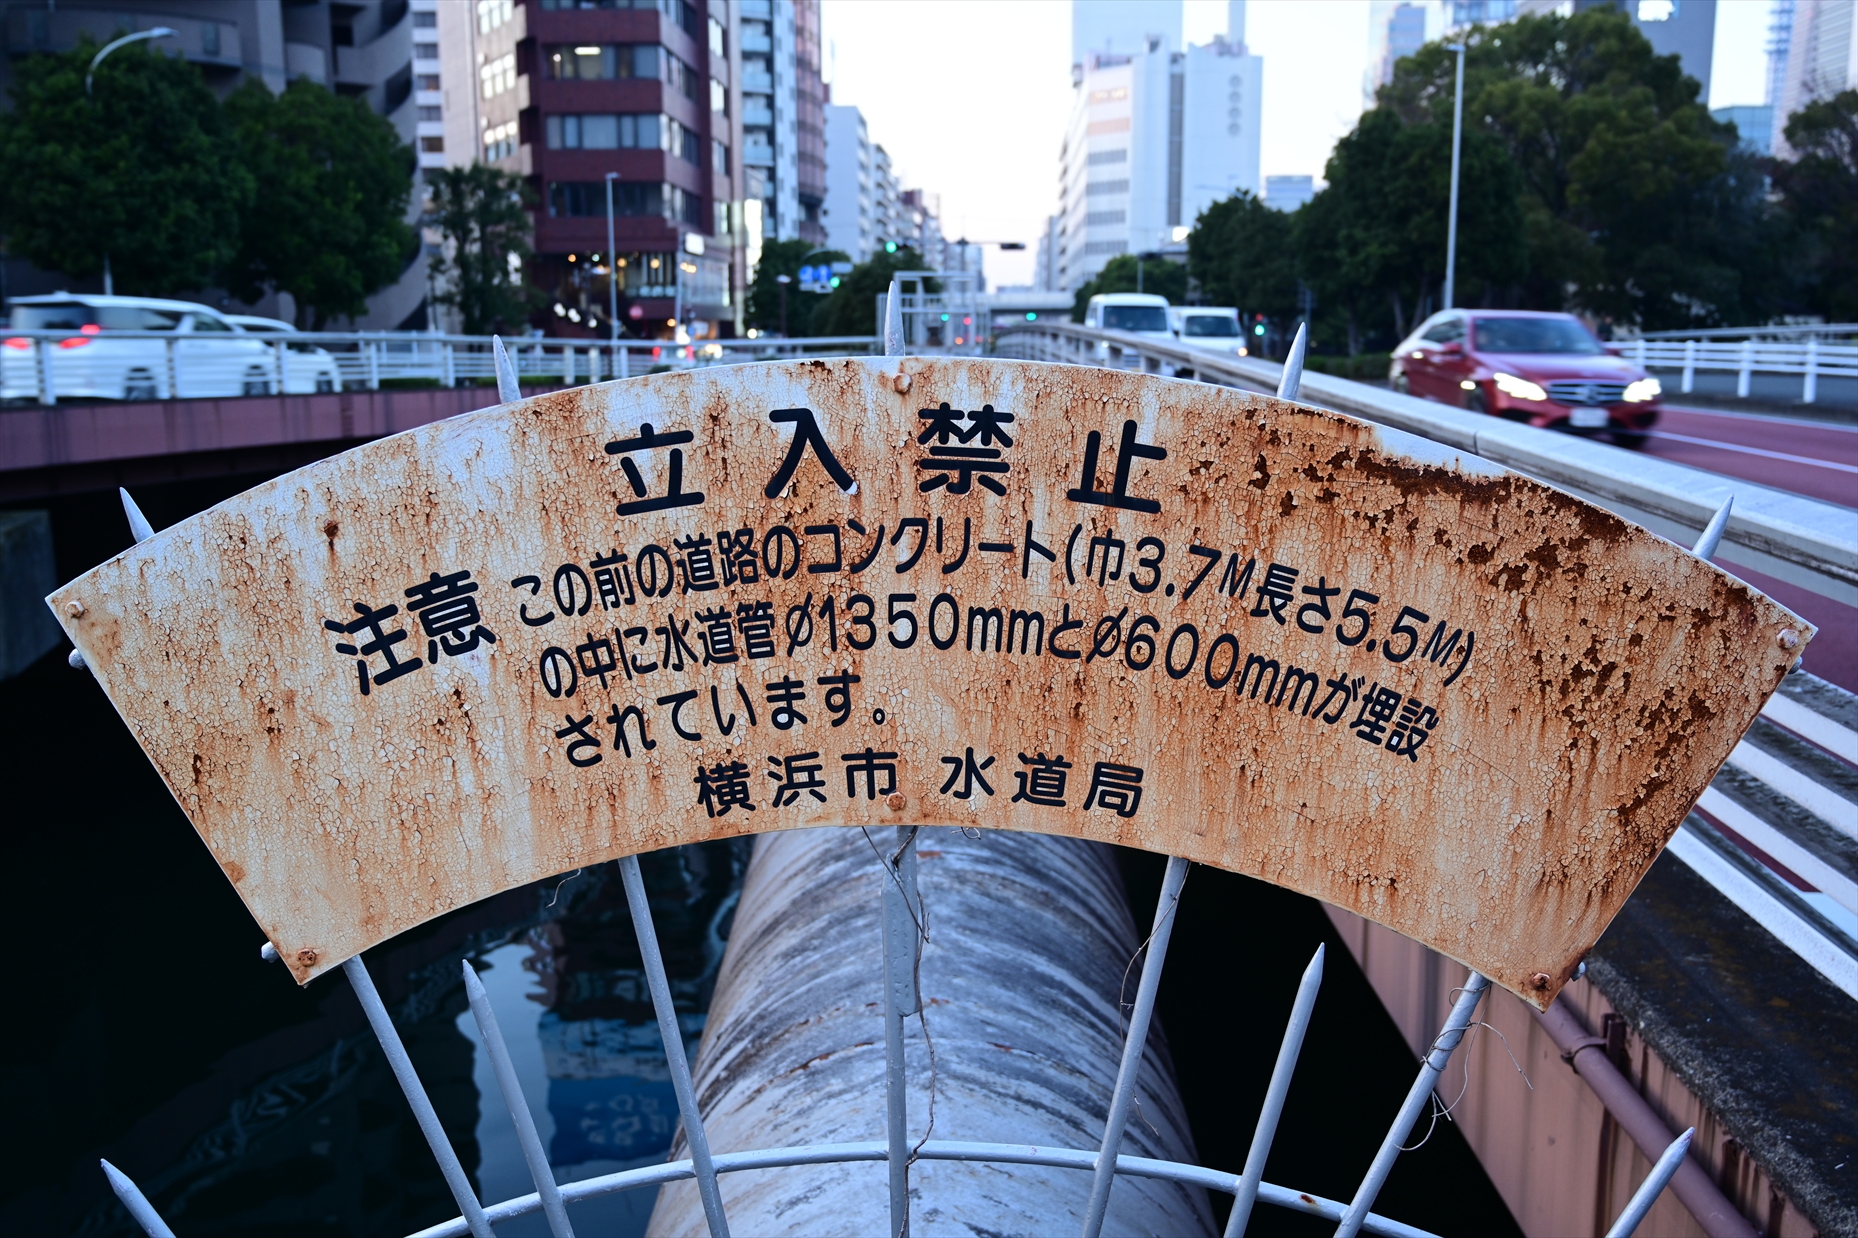 立入禁止
注意 この前の道路のコンクリート(巾3.7M長さ5.5M)
の中に水道管φ1350mmとφ600mmが埋設
されています。
横浜市 水道局